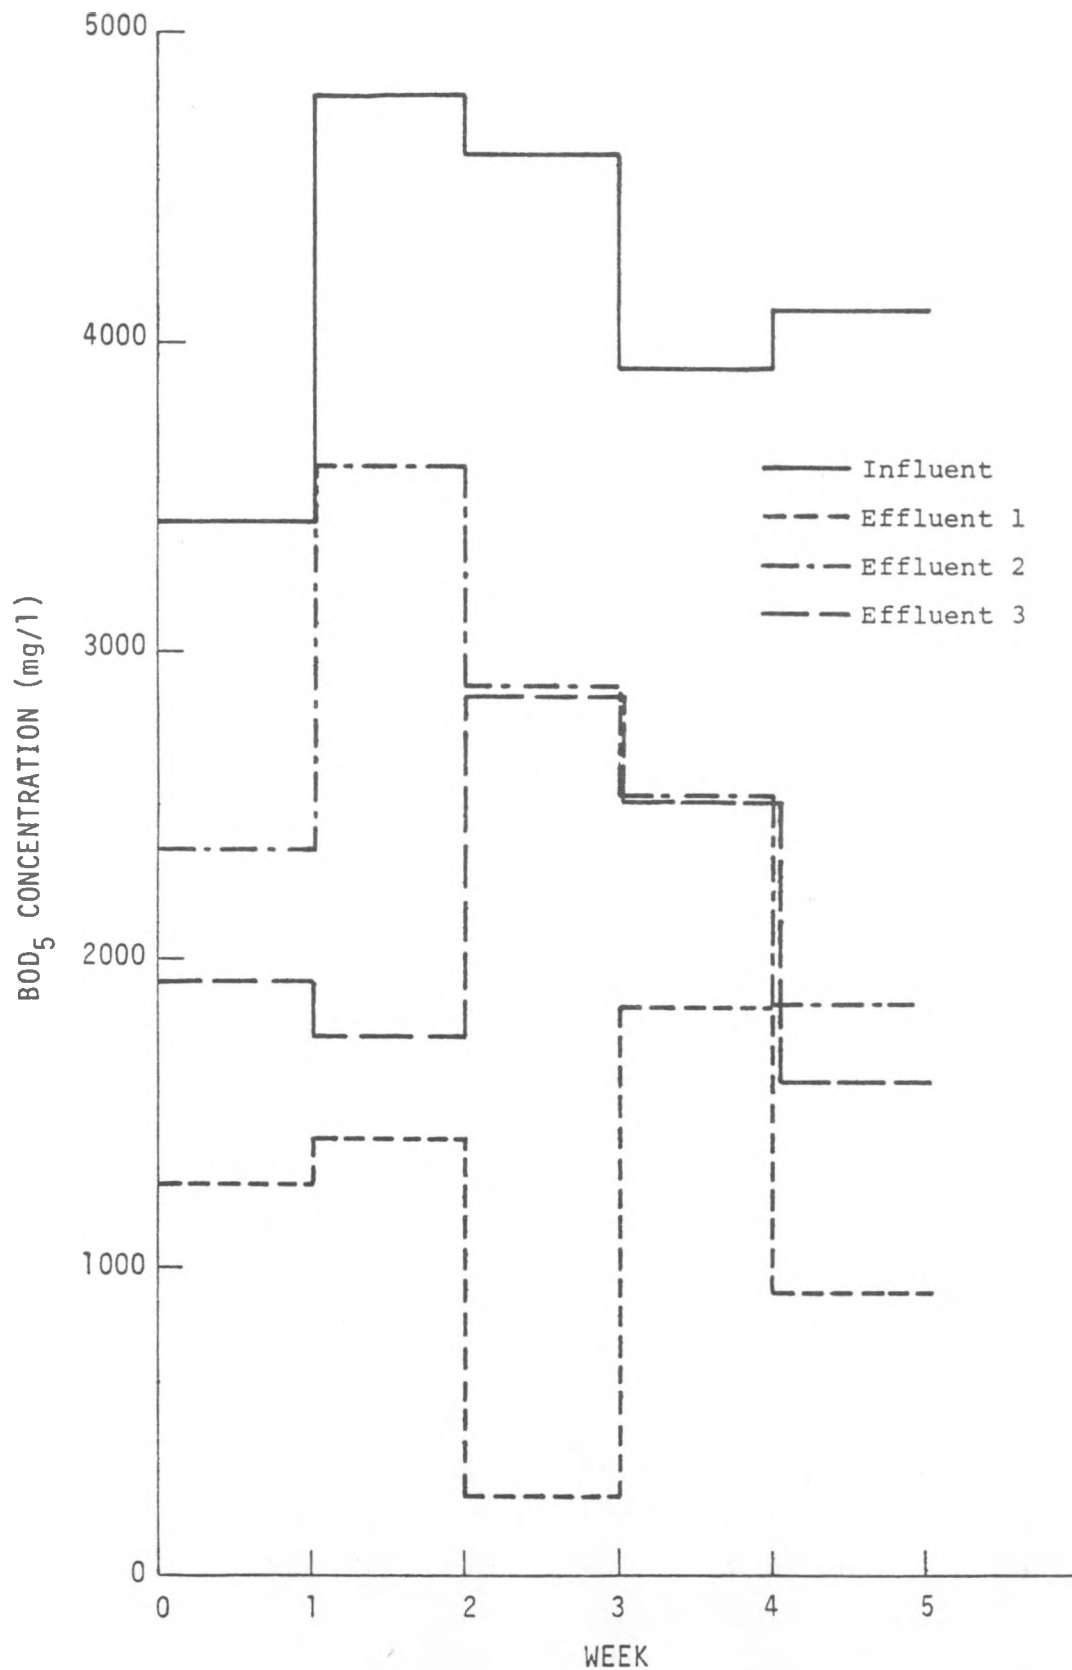 5000
4000
3000
2000
1000
0
BOD5 CONCENTRATION (mg/l)
Influent
Effluent 1
Effluent 2
Effluent 3
0 1 2 3 4 5
WEEK